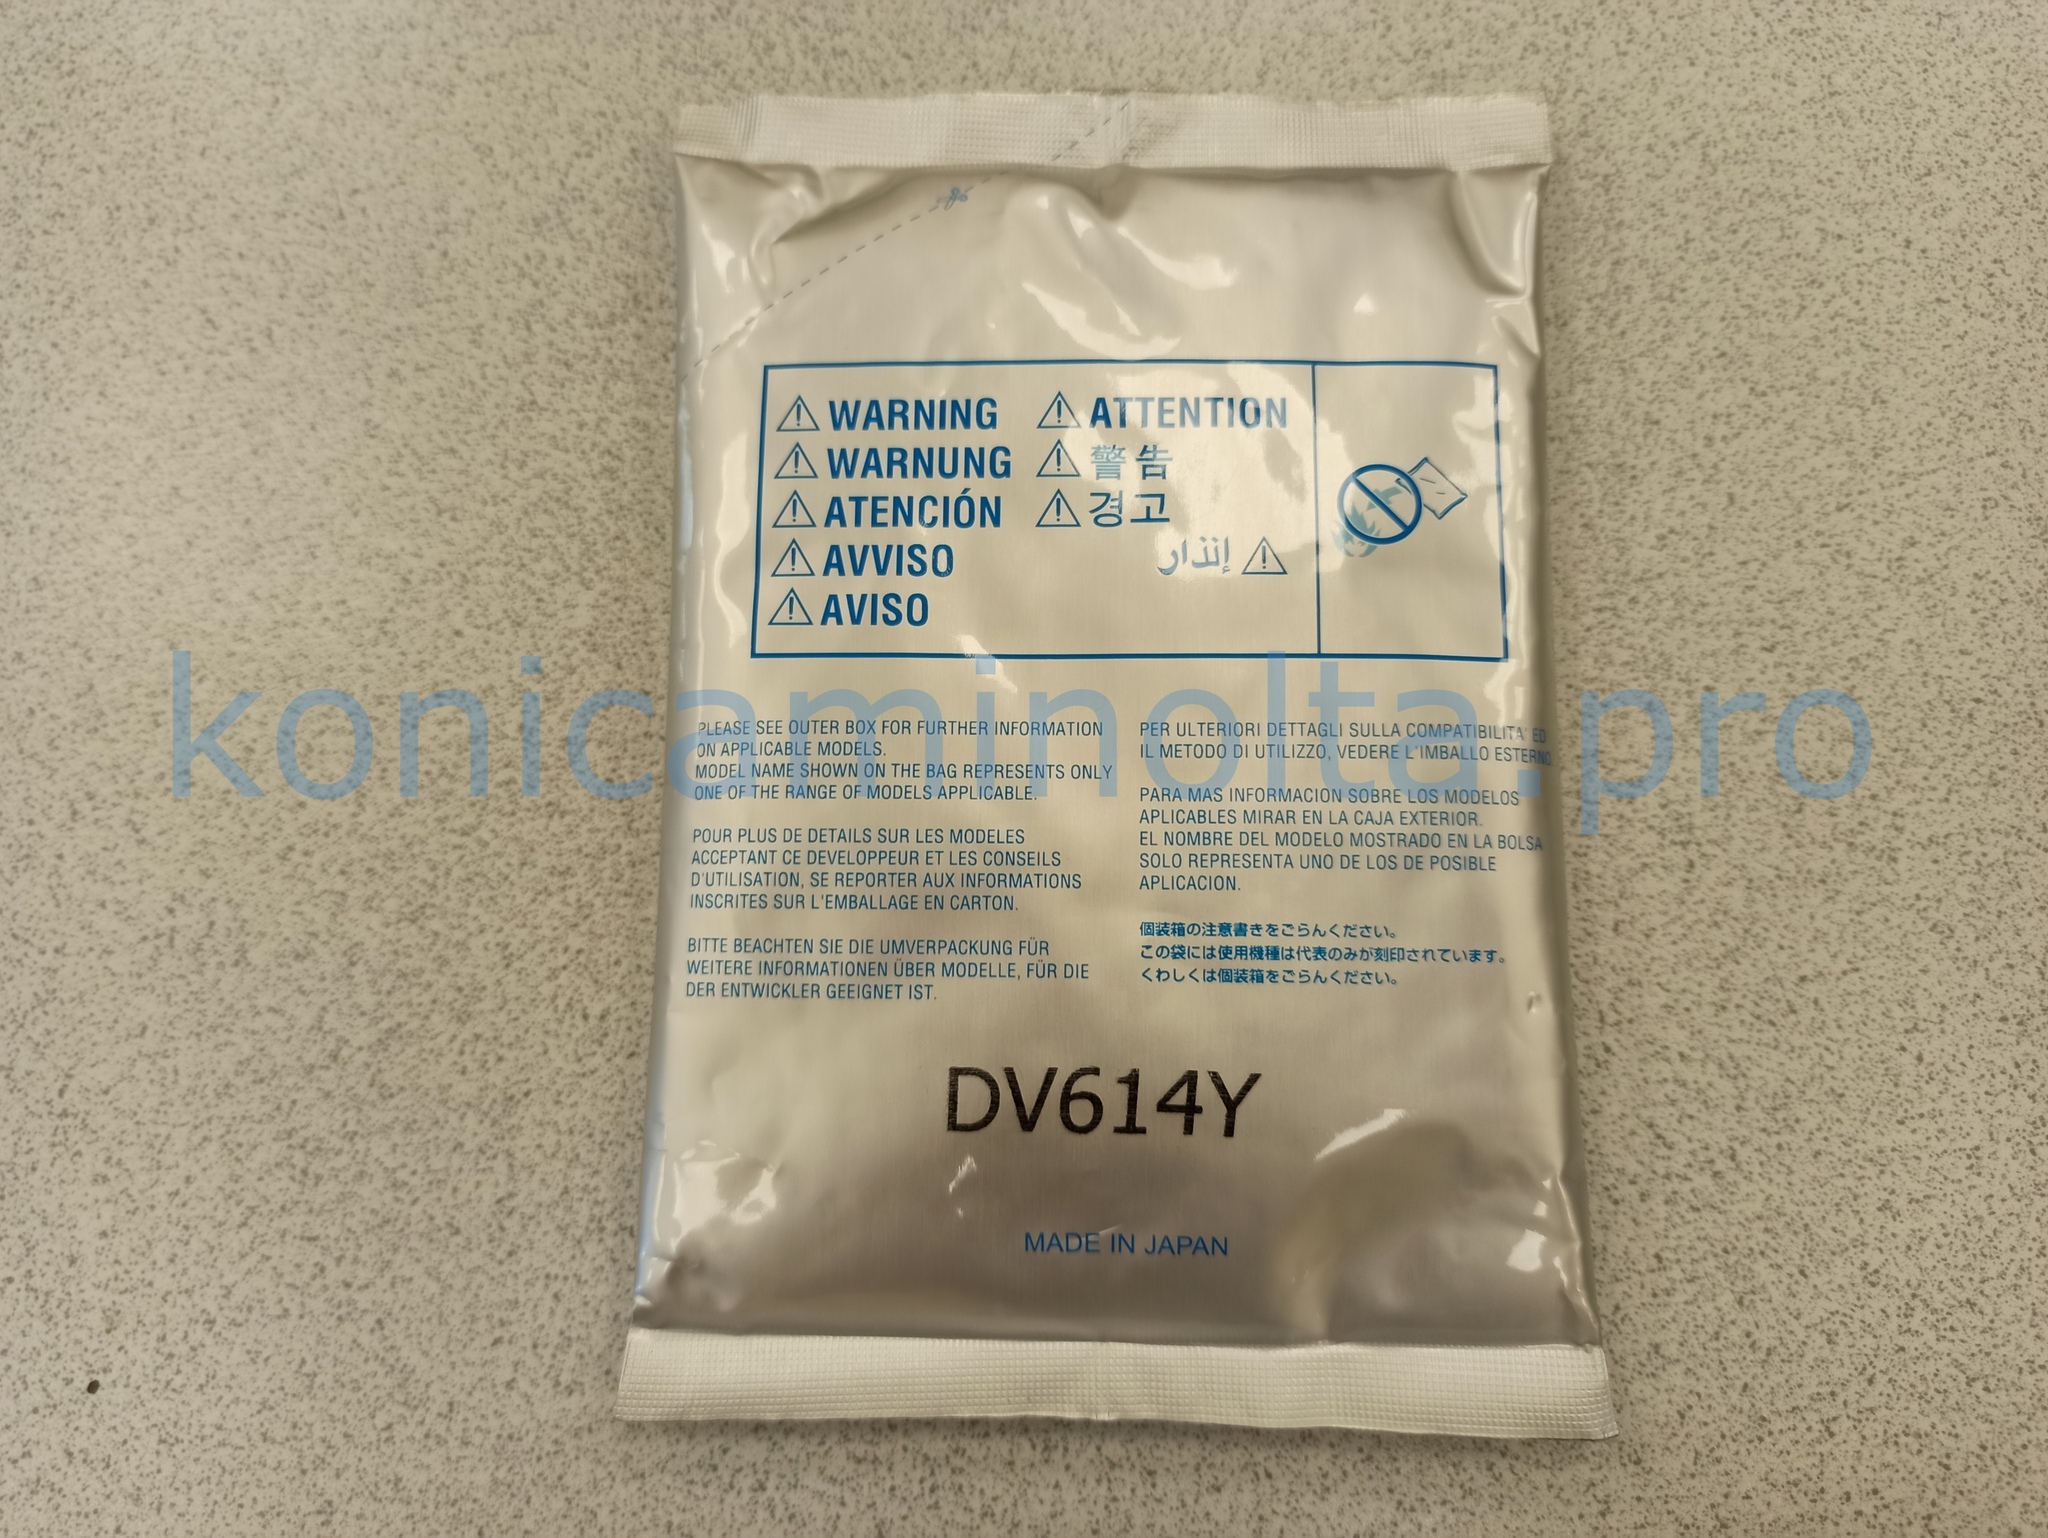 WARNING
WARNUNG
ATENCIÓN
AVVISO
AVISO
ATTENTION
警告
경고
إنذار
konicaminolta.pro
PLEASE SEE OUTER BOX FOR FURTHER INFORMATION
ON APPLICABLE MODELS.
MODEL NAME SHOWN ON THE BAG REPRESENTS ONLY
ONE OF THE RANGE OF MODELS APPLICABLE.
POUR PLUS DE DETAILS SUR LES MODELES
ACCEPTANT CE DEVELOPPEUR ET LES CONSEILS
D'UTILISATION, SE REPORTER AUX INFORMATIONS
INSCRITES SUR L'EMBALLAGE EN CARTON.
BITTE BEACHTEN SIE DIE UMVERPACKUNG FÜR
WEITERE INFORMATIONEN ÜBER MODELLE, FÜR DIE
DER ENTWICKLER GEEIGNET IST.
PER ULTERIORI DETTAGLI SULLA COMPATIBILITA' ED
IL METODO DI UTILIZZO, VEDERE L'IMBALLO ESTERNO
PARA MAS INFORMACION SOBRE LOS MODELOS
APLICABLES MIRAR EN LA CAJA EXTERIOR.
EL NOMBRE DEL MODELO MOSTRADO EN LA BOLSA
SOLO REPRESENTA UNO DE LOS DE POSIBLE
APLICACION.
個装箱の注意書きをごらんください。
この袋には使用機種は代表のみが刻印されています。
くわしくは個装箱をごらんください。
DV614Y
MADE IN JAPAN